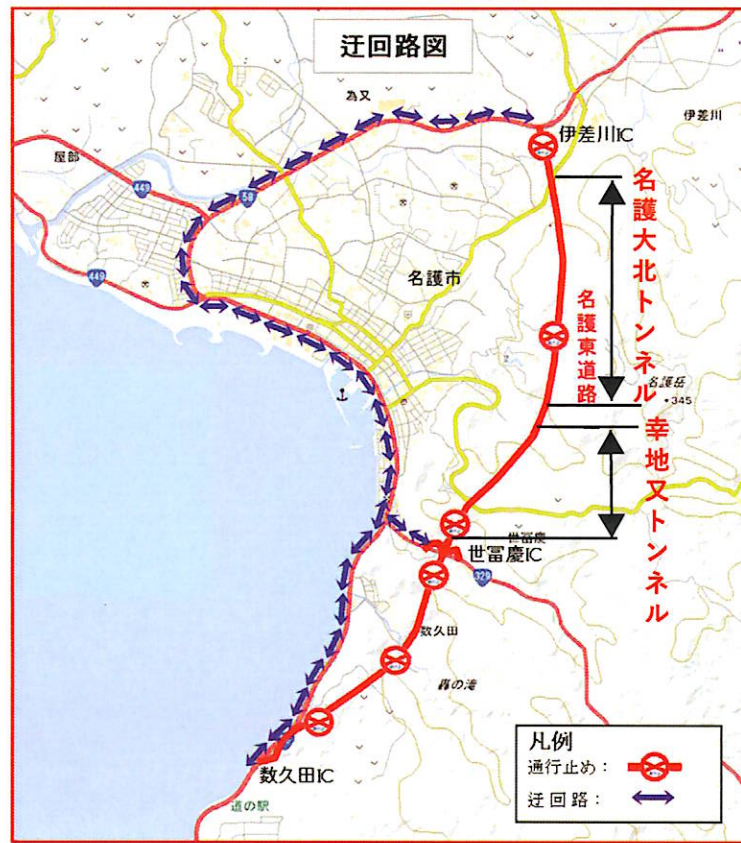 迂回路図
為又
伊差川IC
伊差川
屋部
449
58
449
名護市
名護大北トンネル
名護東道路
名護岳
・345
幸地又トンネル
世冨慶
世冨慶IC
329
数久田
轟の滝
数久田IC
道の駅
凡例
通行止め：
迂回路：